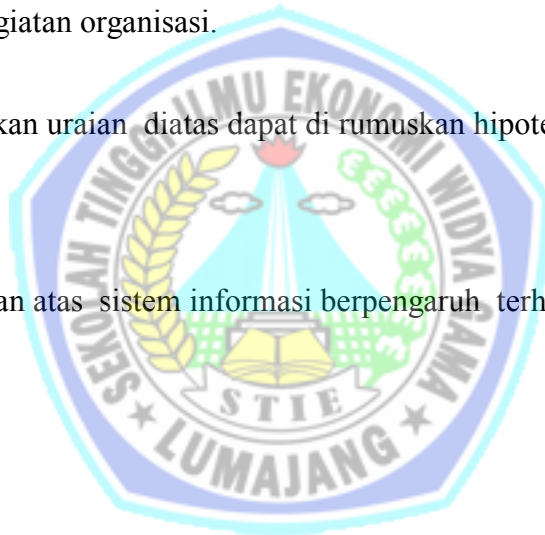 giatan organisasi.
kan uraian diatas dapat di rumuskan hipote
an atas sistem informasi berpengaruh terh
SEKOLAH TINGGI ILMU EKONOMI WIDYA GAMA
STIE
LUMAJANG